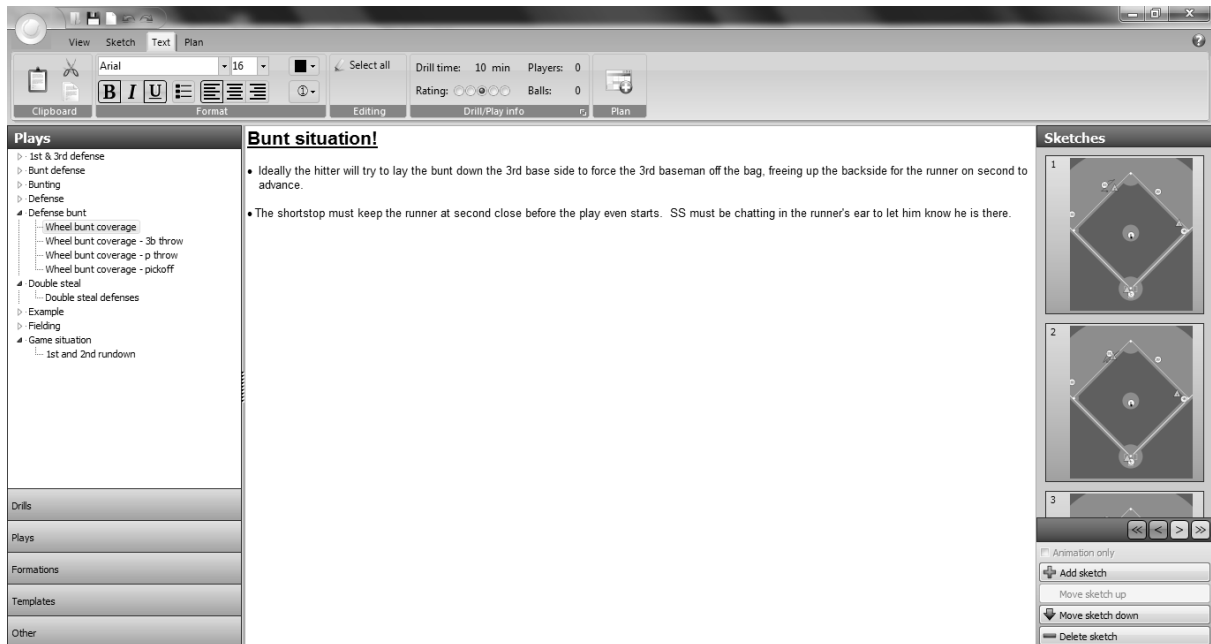 View Sketch Text Plan
Arial 16 Select all Drill time: 10 min Players: 0
B I U Rating: Balls: 0
Clipboard Format Editing Drill/Play info Plan
Plays
1st & 3rd defense
Bunt defense
Bunting
Defense
Defense bunt
Wheel bunt coverage
Wheel bunt coverage - 3b throw
Wheel bunt coverage - p throw
Wheel bunt coverage - pickoff
Double steal
Double steal defenses
Example
Fielding
Game situation
1st and 2nd rundown
Drills
Plays
Formations
Templates
Other
Bunt situation!
• Ideally the hitter will try to lay the bunt down the 3rd base side to force the 3rd baseman off the bag, freeing up the backside for the runner on second to
advance.
• The shortstop must keep the runner at second close before the play even starts. SS must be chatting in the runner's ear to let him know he is there.
Sketches
1
2
3
Animation only
Add sketch
Move sketch up
Move sketch down
Delete sketch